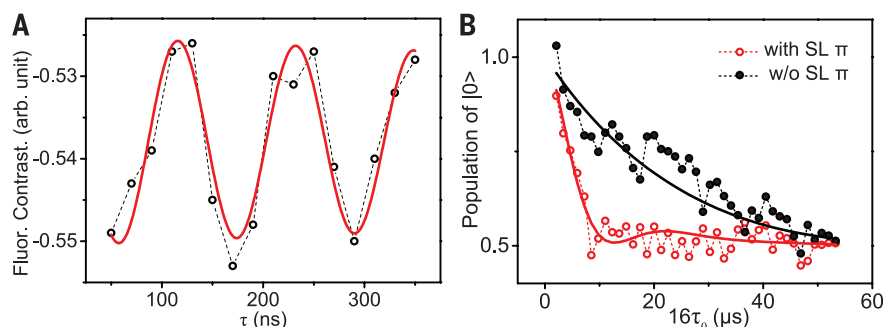 A
Fluor. Contrast. (arb. unit)
-0.53
-0.54
-0.55
100
200
300
τ (ns)
B
Population of |0>
1.0
0.5
with SL π
w/o SL π
0
20
40
60
16τ₀ (μs)